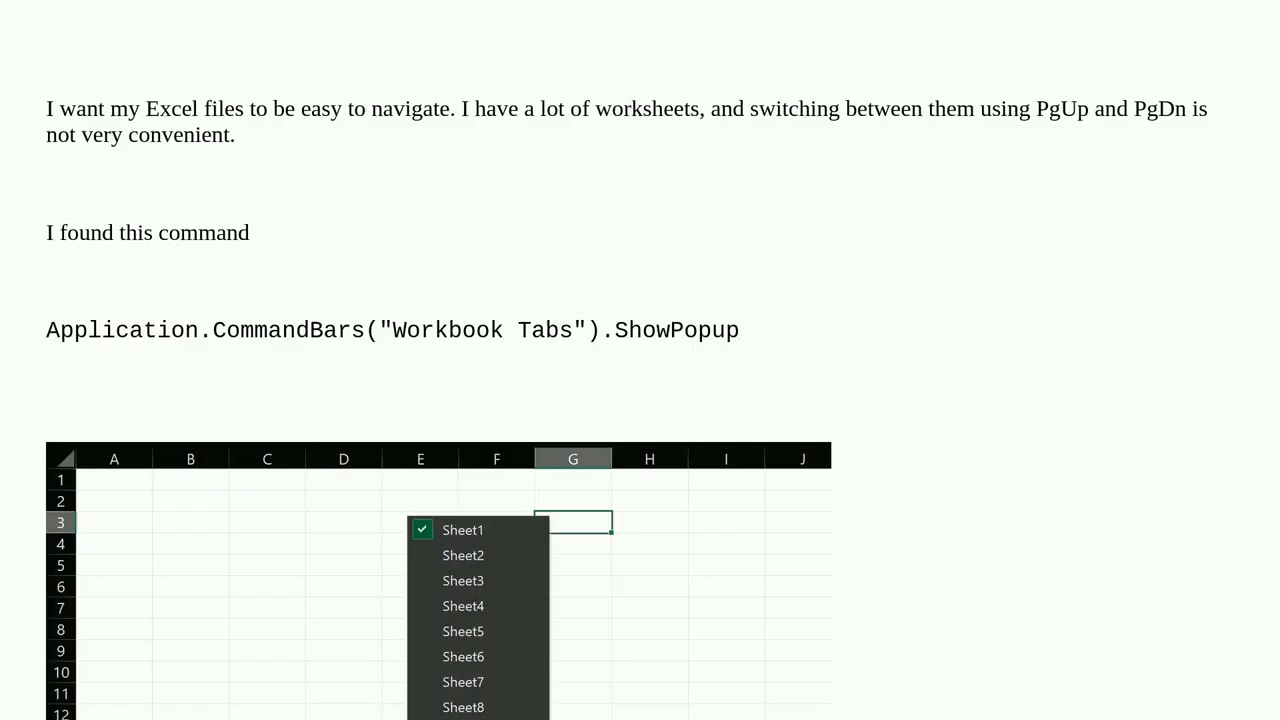 I want my Excel files to be easy to navigate. I have a lot of worksheets, and switching between them using PgUp and PgDn is
not very convenient.
I found this command
Application.CommandBars("Workbook Tabs").ShowPopup
A B C D E F G H I J
1
2
3
Sheet1
4
Sheet2
5
Sheet3
6
Sheet4
7
Sheet5
8
Sheet6
9
Sheet7
10
Sheet8
11
12